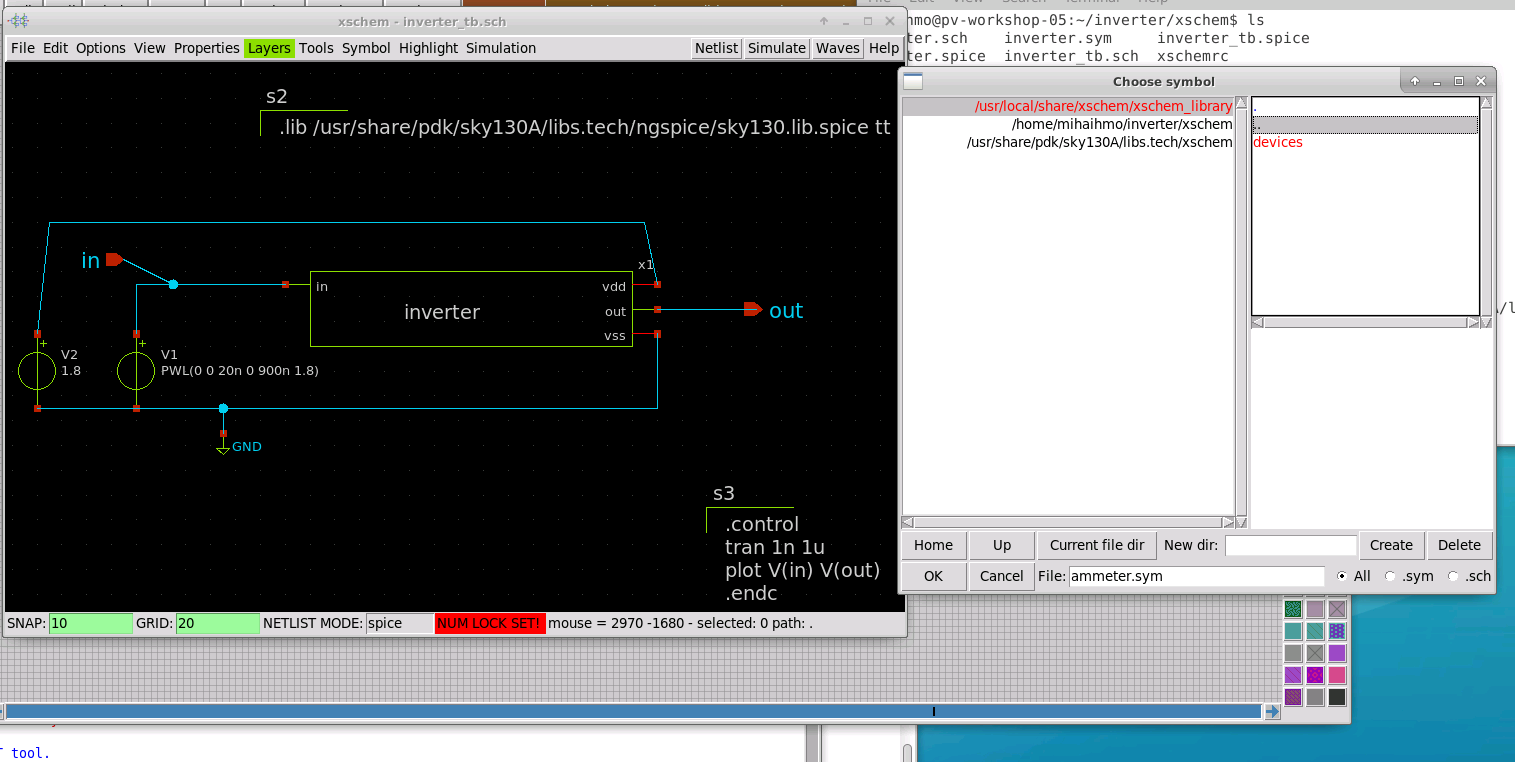 xschem - inverter_tb.sch
File Edit Options View Properties Layers Tools Symbol Highlight Simulation Netlist Simulate Waves Help
s2
.lib /usr/share/pdk/sky130A/libs.tech/ngspice/sky130.lib.spice tt
in
x1
in
vdd
inverter
out
out
vss
V2
1.8
V1
PWL(0 0 20n 0 900n 1.8)
+
+
GND
s3
.control
tran 1n 1u
plot V(in) V(out)
.endc
SNAP: 10 GRID: 20 NETLIST MODE: spice NUM LOCK SET! mouse = 2970 -1680 - selected: 0 path: .
hmo@pv-workshop-05:~/inverter/xschem$ ls
ter.sch inverter.sym inverter_tb.spice
ter.spice inverter_tb.sch xschemrc
Choose symbol
/usr/local/share/xschem/xschem_library
/home/mihaihmo/inverter/xschem
/usr/share/pdk/sky130A/libs.tech/xschem
.
..
devices
Home Up Current file dir New dir: Create Delete
OK Cancel File: ammeter.sym All .sym .sch
tool.